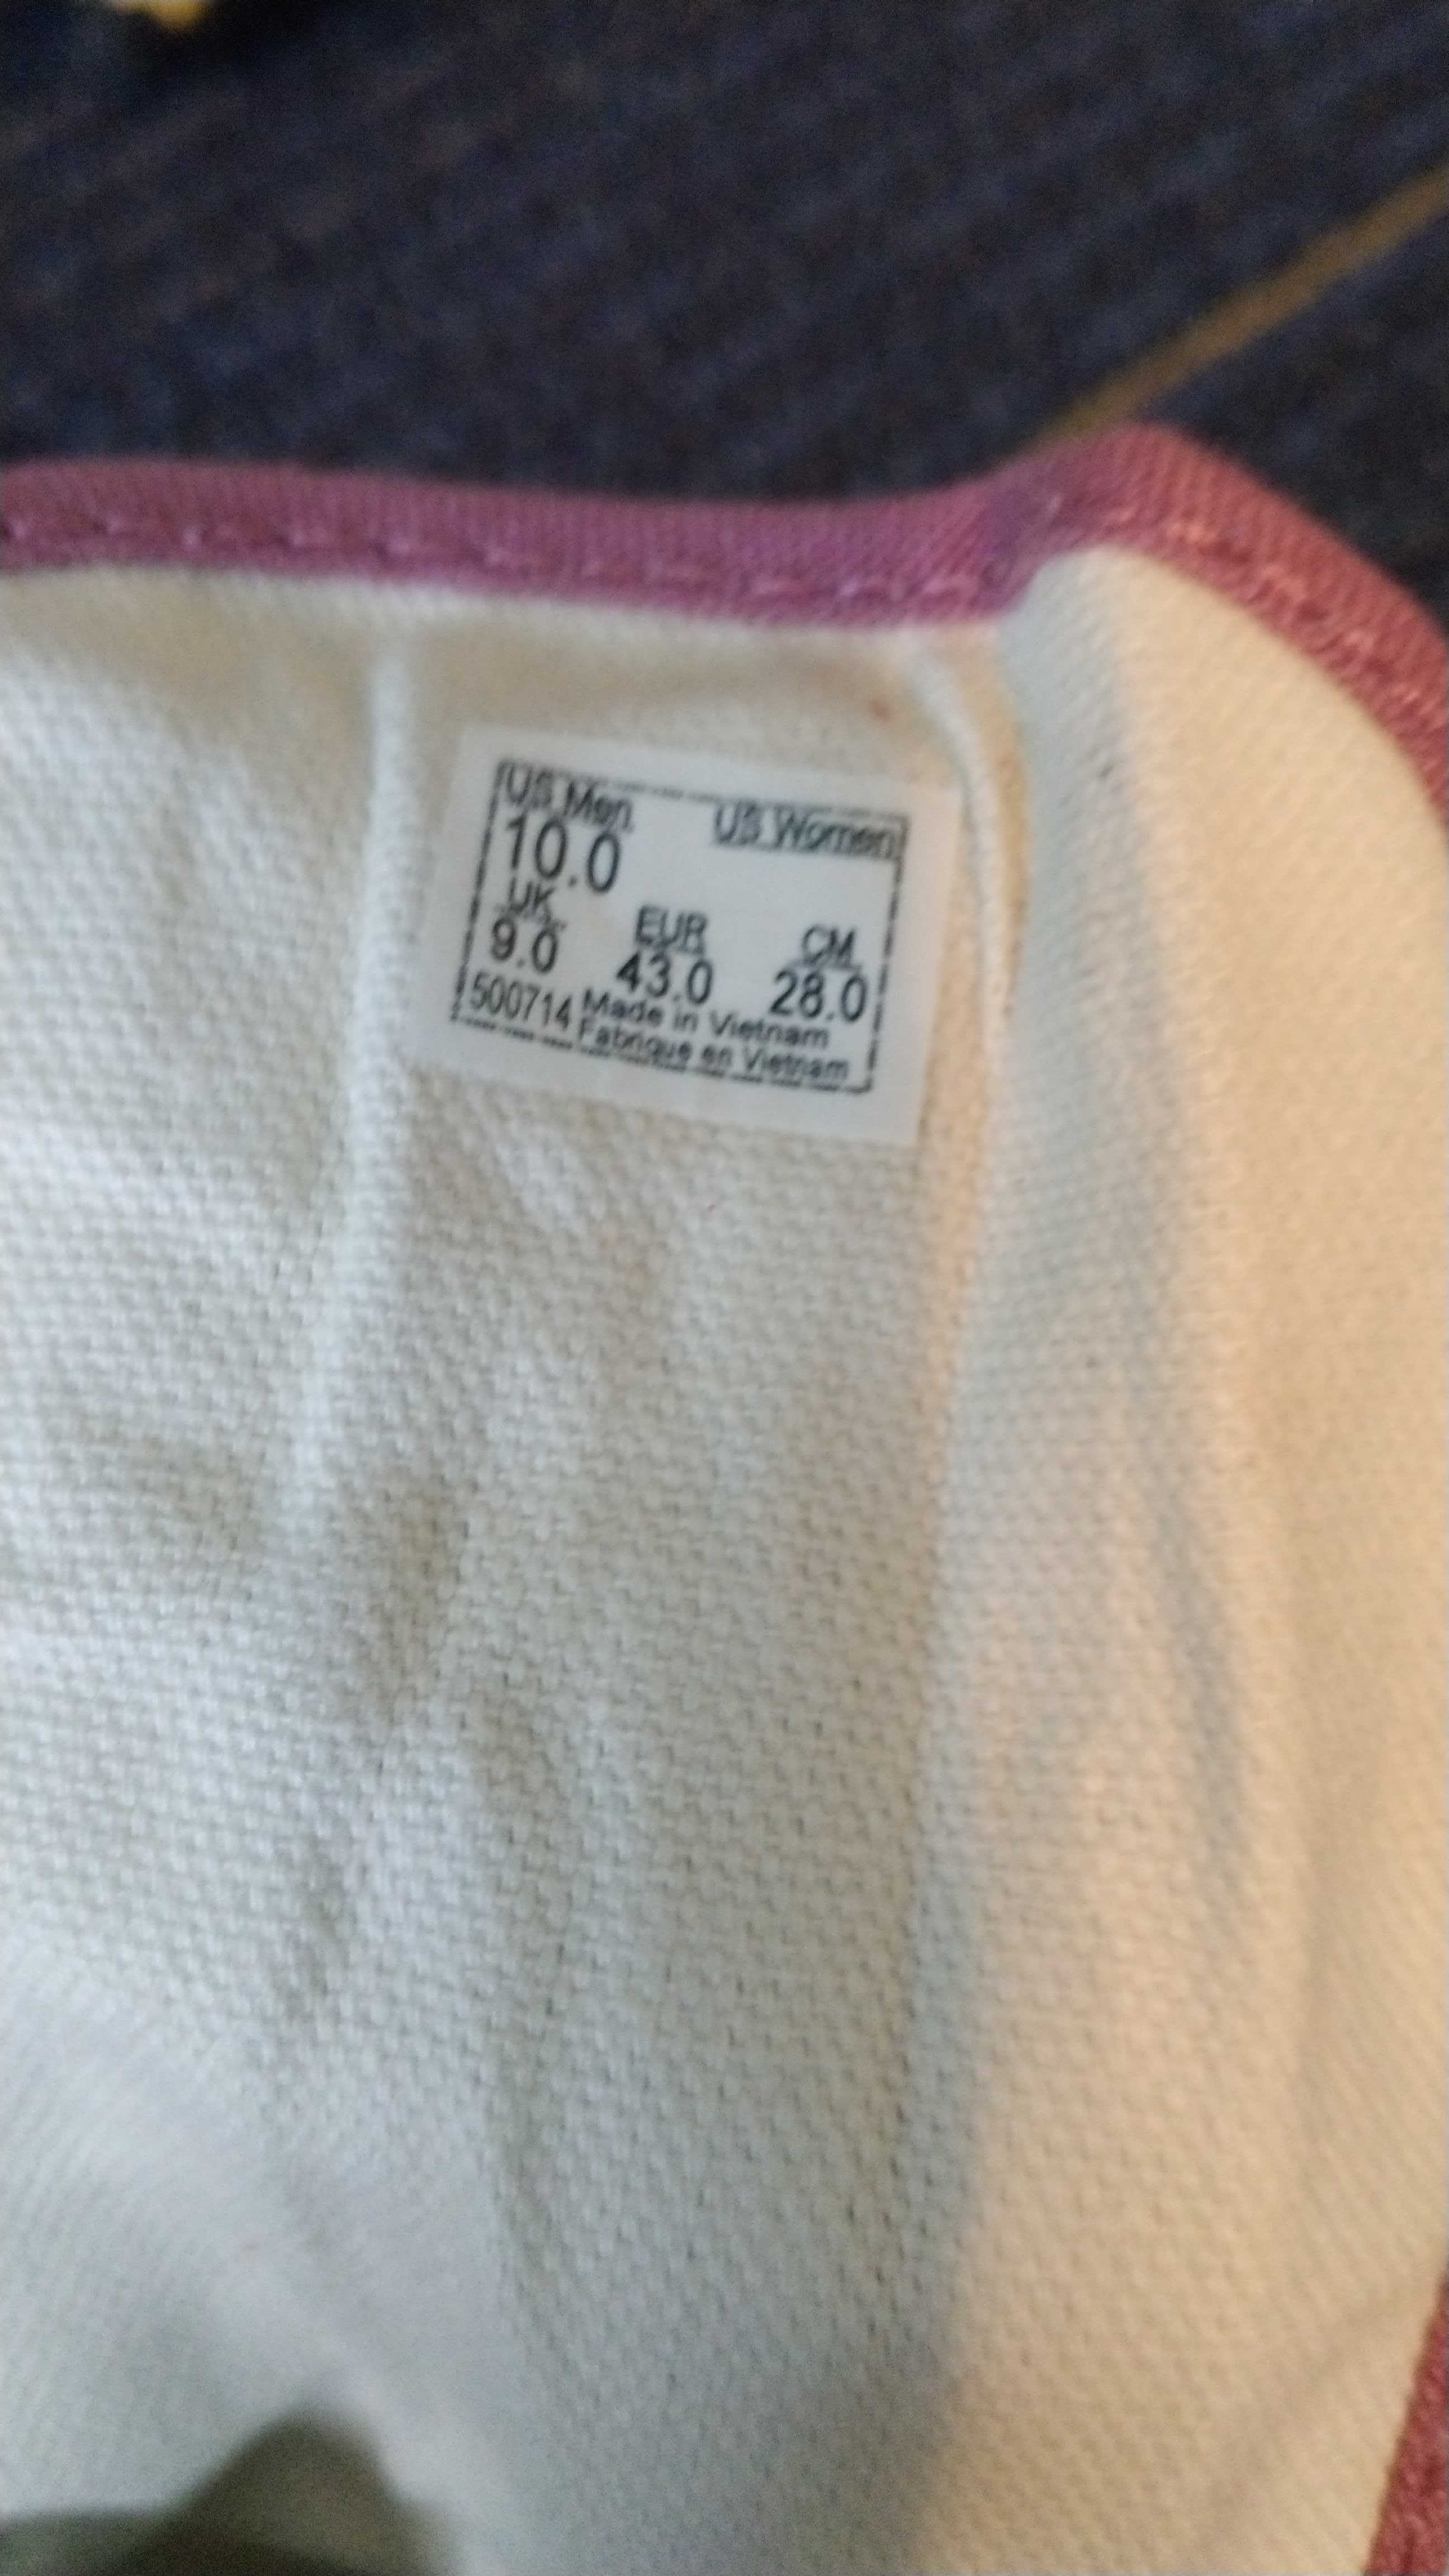 US Men US Women
10.0
UK EUR CM
9.0 43.0 28.0
500714 Made in Vietnam
Fabrique en Vietnam